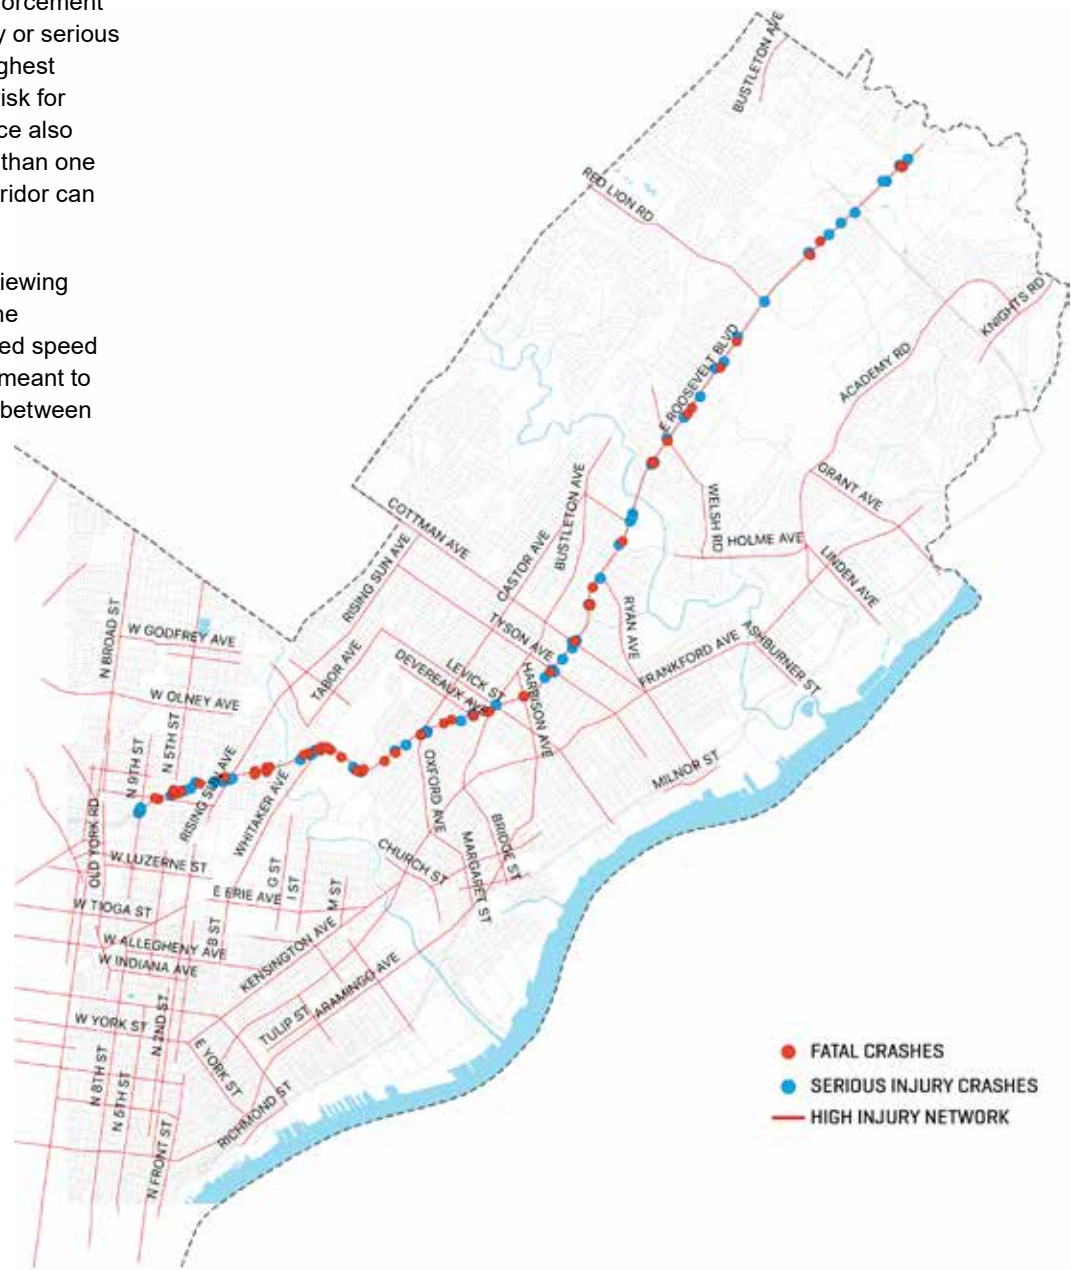 orcement
y or serious
ghest
risk for
ce also
than one
ridor can
iewing
ne
ed speed
meant to
between
BUSTLETON AVE
RED LION RD
KNIGHTS RD
E ROOSEVELT BLVD
ACADEMY RD
GRANT AVE
WELSH RD
HOLME AVE
LINDEN AVE
COTTMAN AVE
RISING SUN AVE
CASTOR AVE
BUSTLETON AVE
TYSON AVE
RYAN AVE
FRANKFORD AVE
ASHBURNER ST
N BROAD ST
W GODFREY AVE
TABOR AVE
LEVICK ST
DEVEREAUX AVE
HARBISON AVE
W OLNEY AVE
N 5TH ST
N 9TH ST
RISING SUN AVE
WHITAKER AVE
OXFORD AVE
MILNOR ST
OLD YORK RD
BRIDGE ST
MARGARET ST
CHURCH ST
W LUZERNE ST
G ST
I ST
M ST
E ERIE AVE
W TIOGA ST
B ST
W ALLEGHENY AVE
W INDIANA AVE
KENSINGTON AVE
ARAMINGO AVE
TULIP ST
W YORK ST
N 2ND ST
E YORK ST
N 8TH ST
N 5TH ST
RICHMOND ST
N FRONT ST
FATAL CRASHES
SERIOUS INJURY CRASHES
HIGH INJURY NETWORK